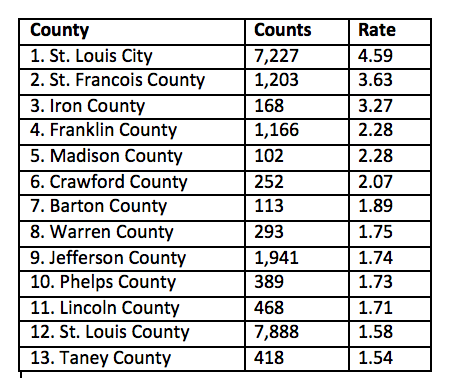 County Counts Rate
1. St. Louis City 7,227 4.59
2. St. Francois County 1,203 3.63
3. Iron County 168 3.27
4. Franklin County 1,166 2.28
5. Madison County 102 2.28
6. Crawford County 252 2.07
7. Barton County 113 1.89
8. Warren County 293 1.75
9. Jefferson County 1,941 1.74
10. Phelps County 389 1.73
11. Lincoln County 468 1.71
12. St. Louis County 7,888 1.58
13. Taney County 418 1.54